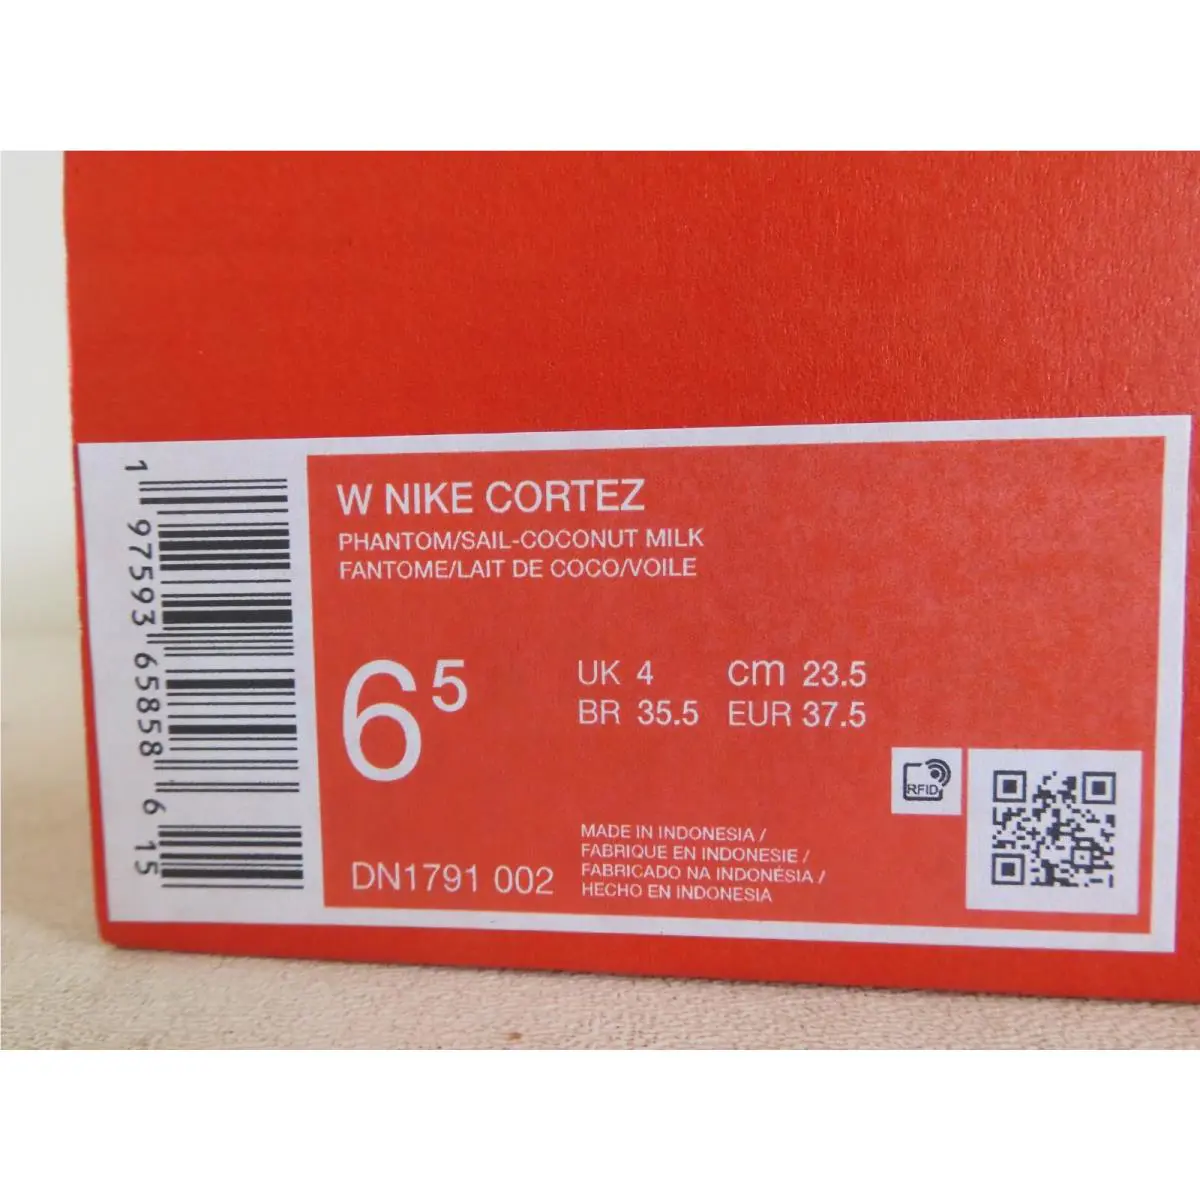 W NIKE CORTEZ
PHANTOM/SAIL-COCONUT MILK
FANTOME/LAIT DE COCO/VOILE
6⁵
UK 4 cm 23.5
BR 35.5 EUR 37.5
RFID
MADE IN INDONESIA /
FABRIQUE EN INDONESIE /
FABRICADO NA INDONÉSIA /
HECHO EN INDONESIA
DN1791 002
1 97593 65858 6 15